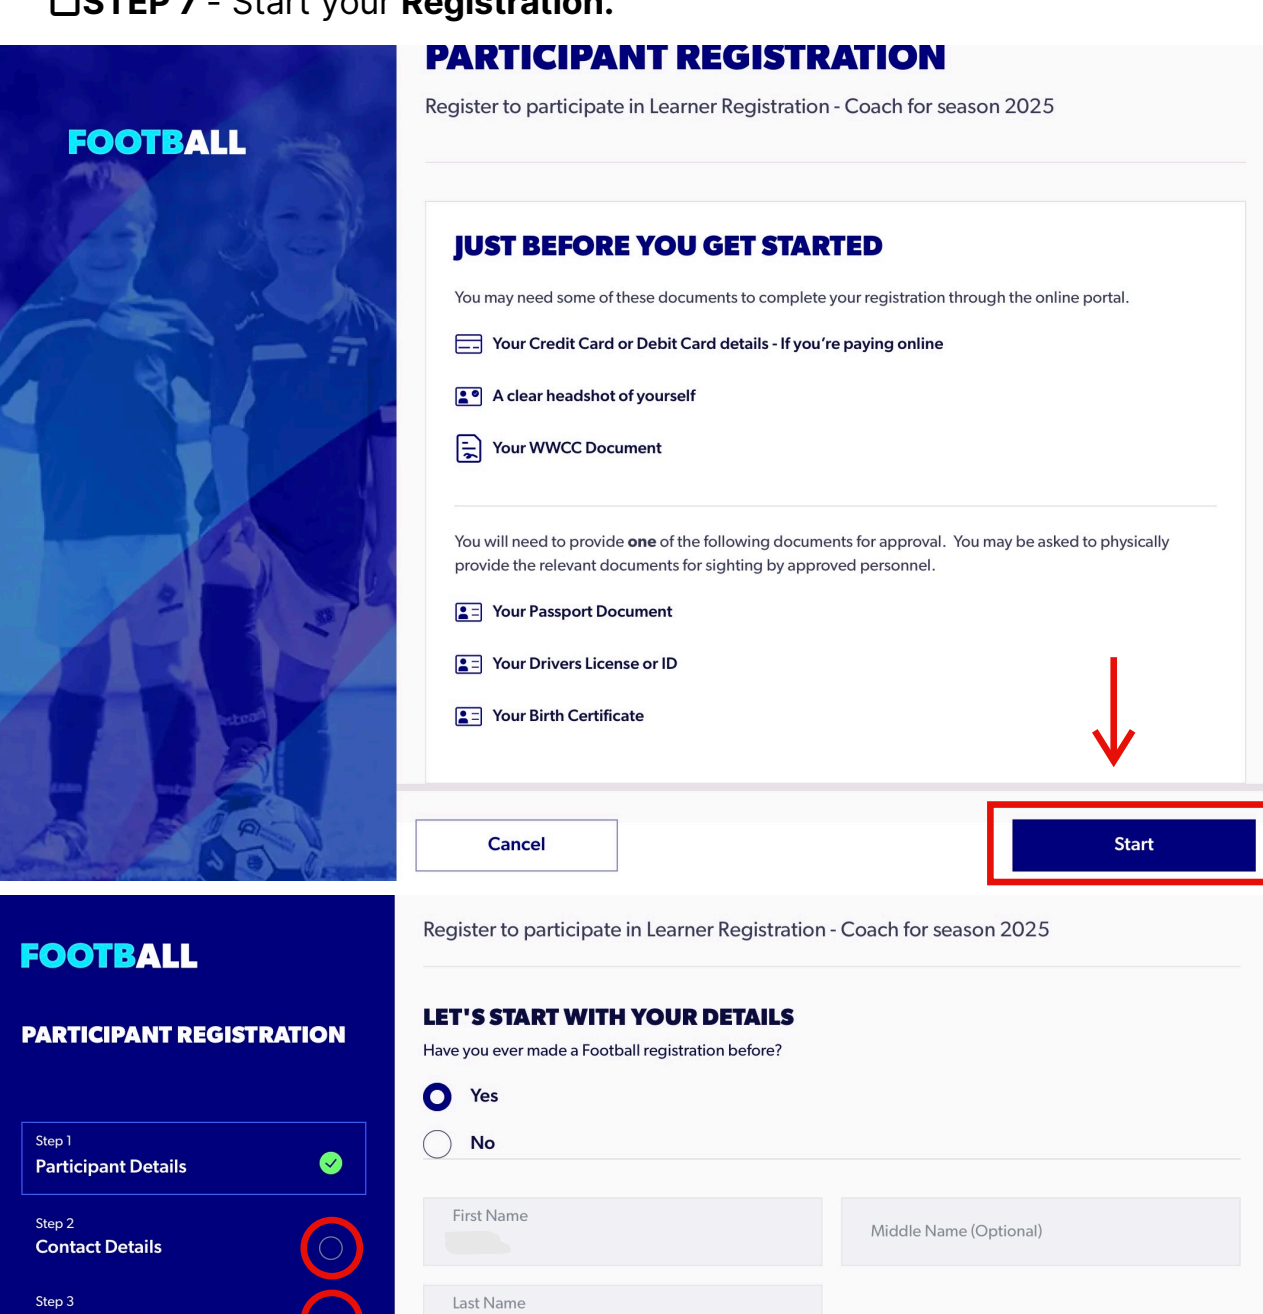 STEP 7 - Start your Registration.
PARTICIPANT REGISTRATION
Register to participate in Learner Registration - Coach for season 2025
FOOTBALL
JUST BEFORE YOU GET STARTED
You may need some of these documents to complete your registration through the online portal.
Your Credit Card or Debit Card details - If you're paying online
A clear headshot of yourself
Your WWCC Document
You will need to provide one of the following documents for approval. You may be asked to physically
provide the relevant documents for sighting by approved personnel.
Your Passport Document
Your Drivers License or ID
Your Birth Certificate
Cancel
Start
FOOTBALL
PARTICIPANT REGISTRATION
Step 1
Participant Details
Step 2
Contact Details
Step 3
Register to participate in Learner Registration - Coach for season 2025
LET'S START WITH YOUR DETAILS
Have you ever made a Football registration before?
Yes
No
First Name
Middle Name (Optional)
Last Name